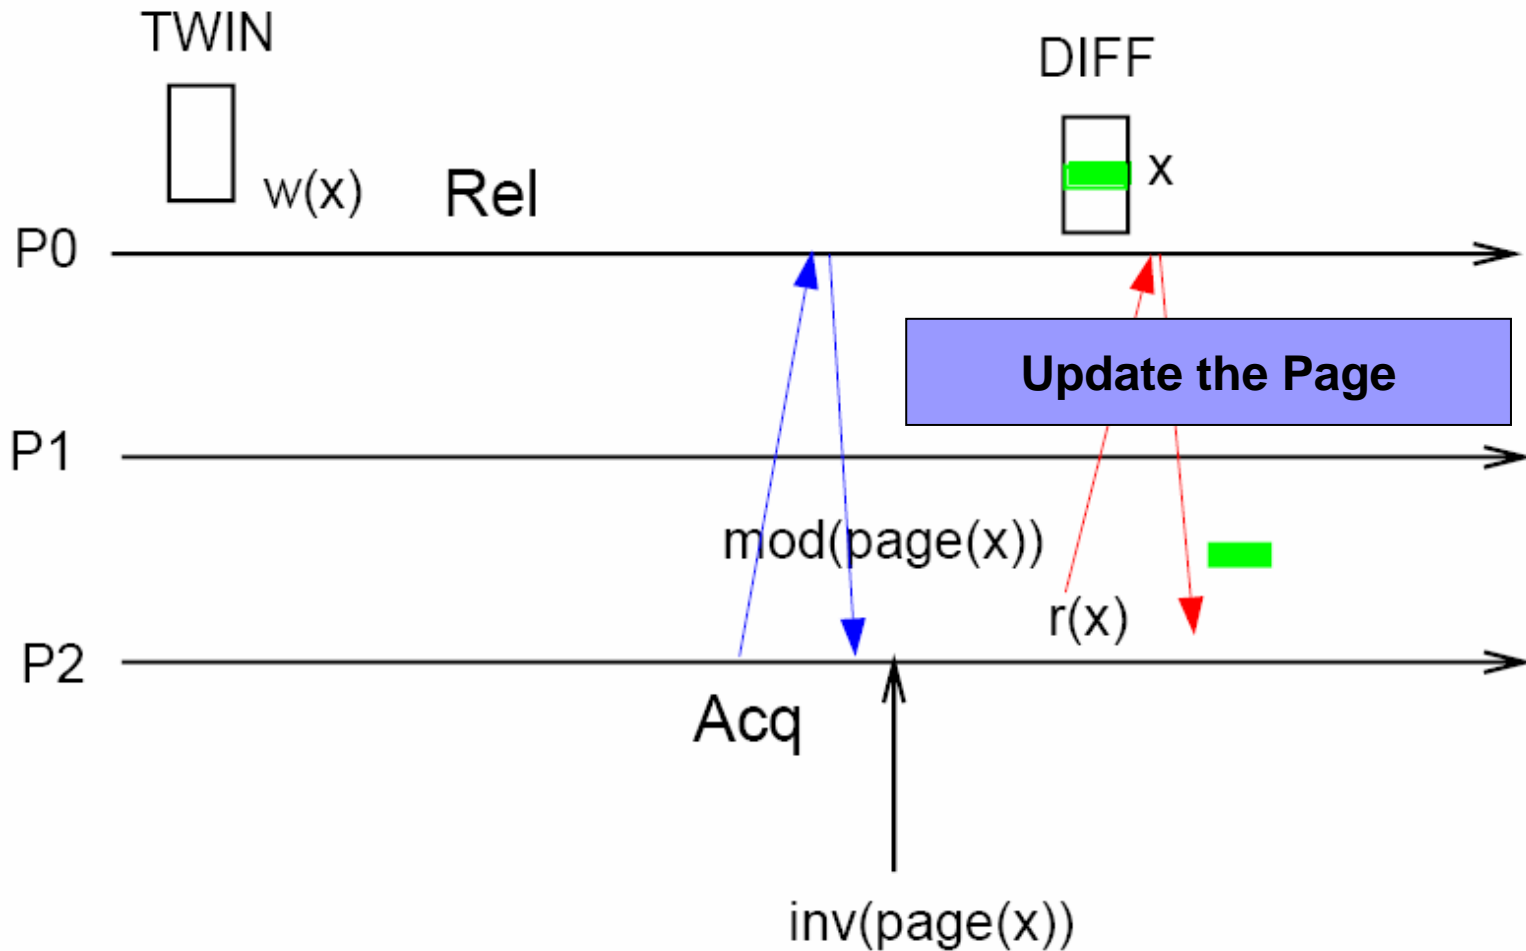 TWIN
DIFF
w(x)
Rel
x
P0
Update the Page
P1
mod(page(x))
r(x)
P2
Acq
inv(page(x))